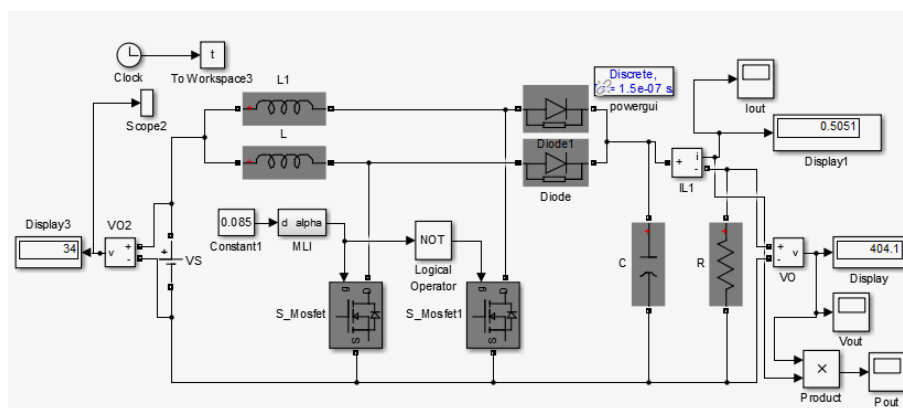 Clock
t
To Workspace3
Scope2
L1
L
Discrete,
= 1.5e-07 s
powergui
Iout
0.5051
Display1
Diode1
Diode
+
i
-
IL1
Display3
34
VO2
v
+
-
+
VS
0.085
Constant1
d alpha
MLI
NOT
Logical
Operator
g
D
S
S_Mosfet
g
D
S
S_Mosfet1
+
C
+
R
+
-
v
VO
404.1
Display
Vout
×
Product
Pout